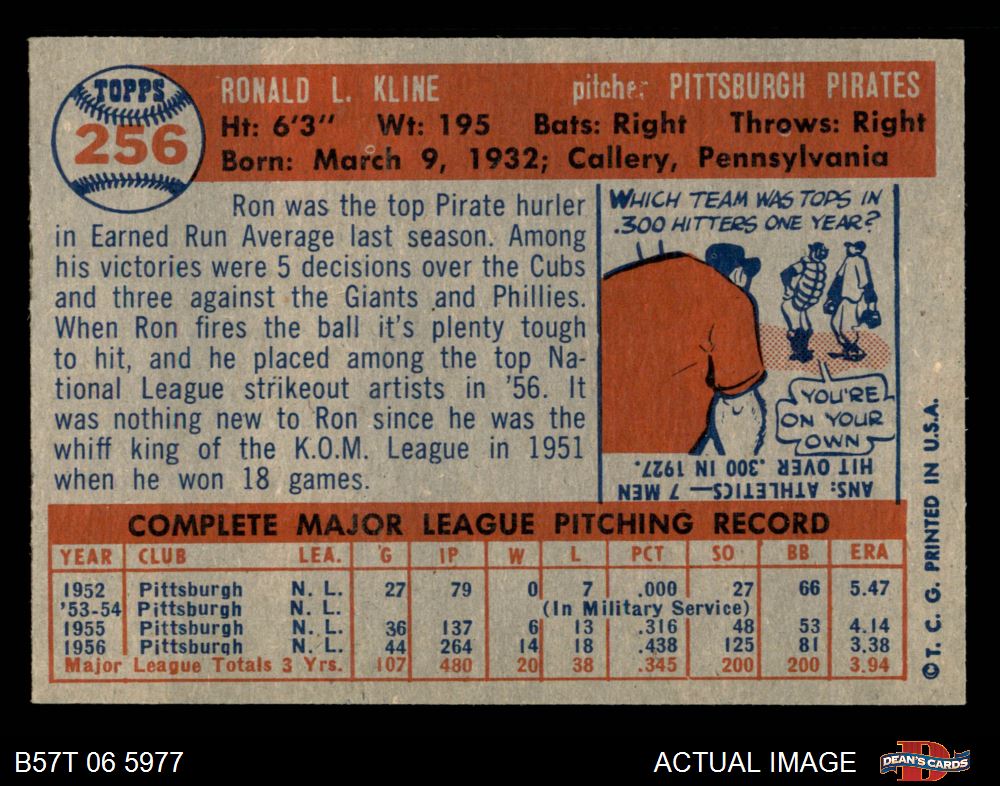 TOPPS
256
RONALD L. KLINE pitcher PITTSBURGH PIRATES
Ht: 6'3" Wt: 195 Bats: Right Throws: Right
Born: March 9, 1932; Callery, Pennsylvania
Ron was the top Pirate hurler
in Earned Run Average last season. Among
his victories were 5 decisions over the Cubs
and three against the Giants and Phillies.
When Ron fires the ball it's plenty tough
to hit, and he placed among the top Na-
tional League strikeout artists in '56. It
was nothing new to Ron since he was the
whiff king of the K.O.M. League in 1951
when he won 18 games.
WHICH TEAM WAS TOPS IN
.300 HITTERS ONE YEAR?
YOU'RE
ON YOUR
OWN
ANS: ATHLETICS—7 MEN
HIT OVER .300 IN 1927.
COMPLETE MAJOR LEAGUE PITCHING RECORD
YEAR CLUB LEA. G IP W L PCT SO BB ERA
1952 Pittsburgh N. L. 27 79 0 7 .000 27 66 5.47
'53-54 Pittsburgh N. L. (In Military Service)
1955 Pittsburgh N. L. 36 137 6 13 .316 48 53 4.14
1956 Pittsburgh N. L. 44 264 14 18 .438 125 81 3.38
Major League Totals 3 Yrs. 107 480 20 38 .345 200 200 3.94
©T. C. G. PRINTED IN U.S.A.
B57T 06 5977
ACTUAL IMAGE
D
DEAN'S CARDS